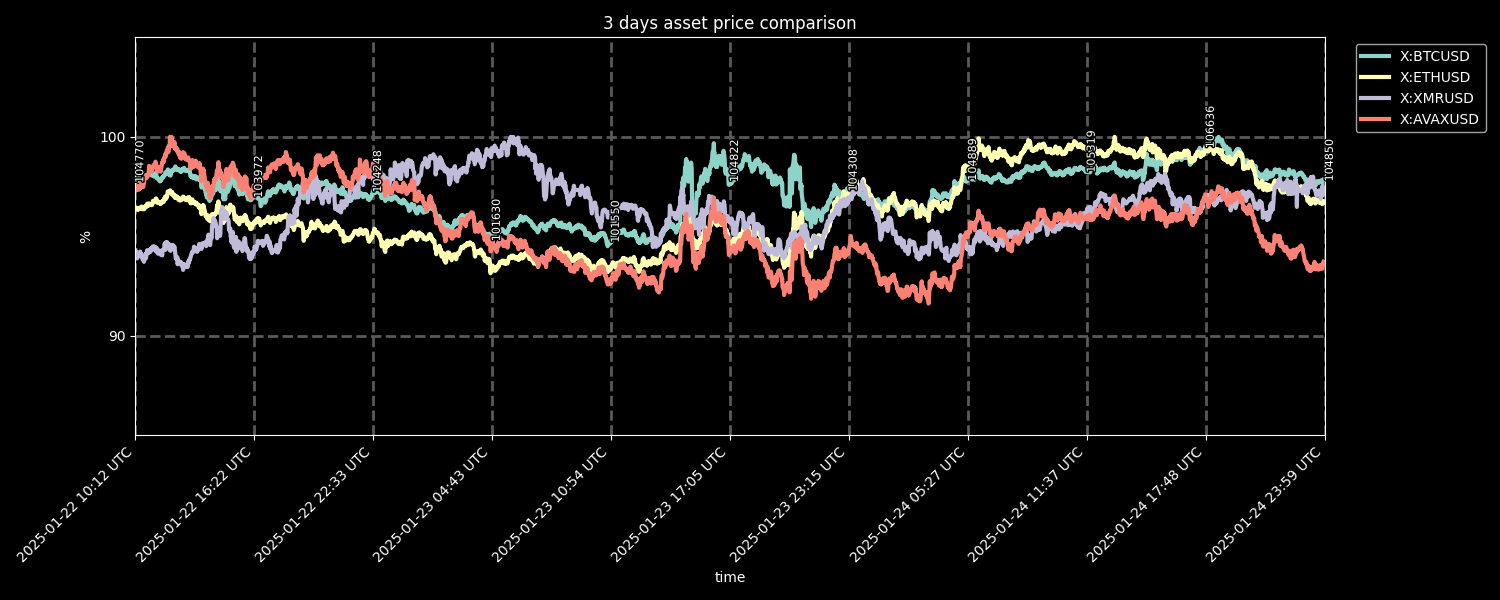 3 days asset price comparison
X:BTCUSD
X:ETHUSD
X:XMRUSD
X:AVAXUSD
100
90
%
104770
103972
104248
101630
101550
104822
104308
104889
105319
106636
104850
2025-01-22 10:12 UTC
2025-01-22 16:22 UTC
2025-01-22 22:33 UTC
2025-01-23 04:43 UTC
2025-01-23 10:54 UTC
2025-01-23 17:05 UTC
2025-01-23 23:15 UTC
2025-01-24 05:27 UTC
2025-01-24 11:37 UTC
2025-01-24 17:48 UTC
2025-01-24 23:59 UTC
time